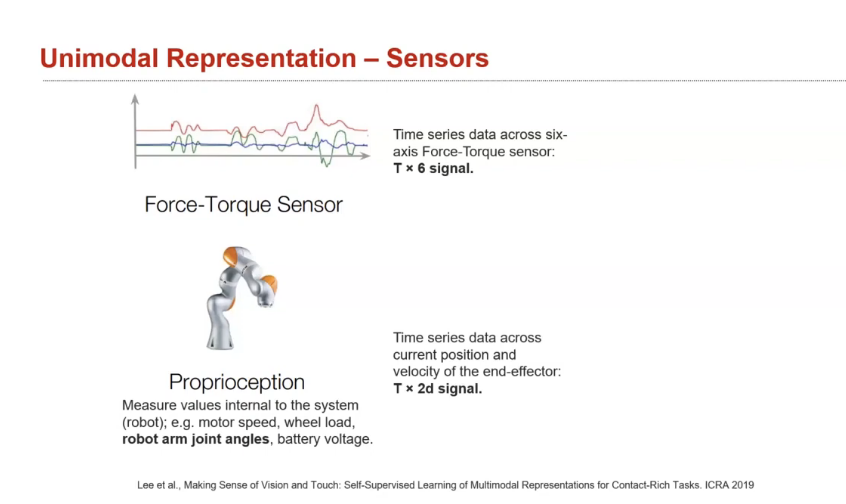 Unimodal Representation – Sensors
Time series data across six-
axis Force-Torque sensor:
T × 6 signal.
Force-Torque Sensor
Time series data across
current position and
velocity of the end-effector:
T × 2d signal.
Proprioception
Measure values internal to the system
(robot); e.g. motor speed, wheel load,
robot arm joint angles, battery voltage.
Lee et al., Making Sense of Vision and Touch: Self-Supervised Learning of Multimodal Representations for Contact-Rich Tasks. ICRA 2019